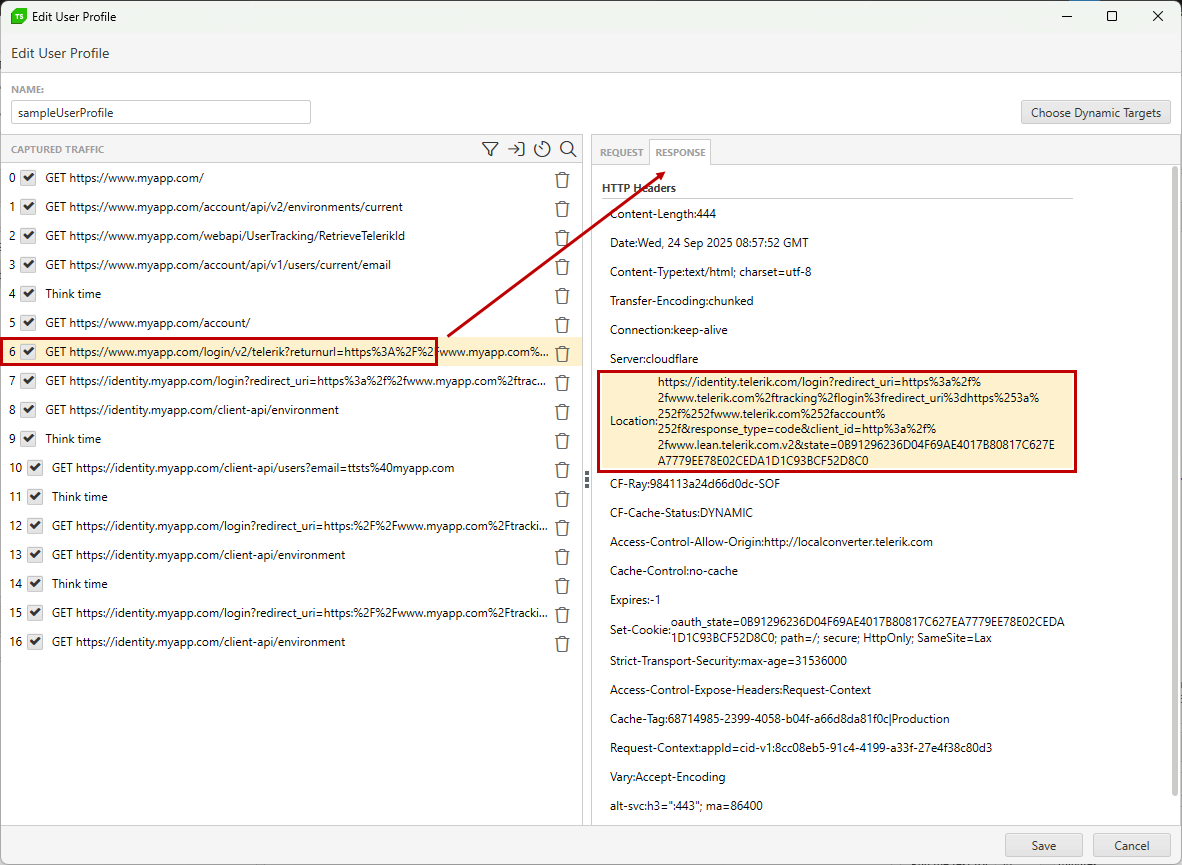 TS Edit User Profile
Edit User Profile
NAME:
sampleUserProfile
Choose Dynamic Targets
CAPTURED TRAFFIC
0 GET https://www.myapp.com/
1 GET https://www.myapp.com/account/api/v2/environments/current
2 GET https://www.myapp.com/webapi/UserTracking/RetrieveTelerikId
3 GET https://www.myapp.com/account/api/v1/users/current/email
4 Think time
5 GET https://www.myapp.com/account/
6 GET https://www.myapp.com/login/v2/telerik?returnurl=https%3A%2F%2Fwww.myapp.com%...
7 GET https://identity.myapp.com/login?redirect_uri=https%3a%2f%2fwww.myapp.com%2ftrac...
8 GET https://identity.myapp.com/client-api/environment
9 Think time
10 GET https://identity.myapp.com/client-api/users?email=ttsts%40myapp.com
11 Think time
12 GET https://identity.myapp.com/login?redirect_uri=https:%2F%2Fwww.myapp.com%2Ftracki...
13 GET https://identity.myapp.com/client-api/environment
14 Think time
15 GET https://identity.myapp.com/login?redirect_uri=https:%2F%2Fwww.myapp.com%2Ftracki...
16 GET https://identity.myapp.com/client-api/environment
REQUEST RESPONSE
HTTP Headers
Content-Length:444
Date:Wed, 24 Sep 2025 08:57:52 GMT
Content-Type:text/html; charset=utf-8
Transfer-Encoding:chunked
Connection:keep-alive
Server:cloudflare
Location:https://identity.telerik.com/login?redirect_uri=https%3a%2f%
2fwww.telerik.com%2ftracking%2flogin%3fredirect_uri%3dhttps%253a%
252f%252fwww.telerik.com%252faccount%
252f&response_type=code&client_id=http%3a%2f%
2fwww.lean.telerik.com.v2&state=0B91296236D04F69AE4017B80817C627E
A7779EE78E02CEDA1D1C93BCF52D8C0
CF-Ray:984113a24d66d0dc-SOF
CF-Cache-Status:DYNAMIC
Access-Control-Allow-Origin:http://localconverter.telerik.com
Cache-Control:no-cache
Expires:-1
Set-Cookie:oauth_state=0B91296236D04F69AE4017B80817C627EA7779EE78E02CEDA
1D1C93BCF52D8C0; path=/; secure; HttpOnly; SameSite=Lax
Strict-Transport-Security:max-age=31536000
Access-Control-Expose-Headers:Request-Context
Cache-Tag:68714985-2399-4058-b04f-a66d8da81f0c|Production
Request-Context:appId=cid-v1:8cc08eb5-91c4-4199-a33f-27e4f38c80d3
Vary:Accept-Encoding
alt-svc:h3=":443"; ma=86400
Save Cancel